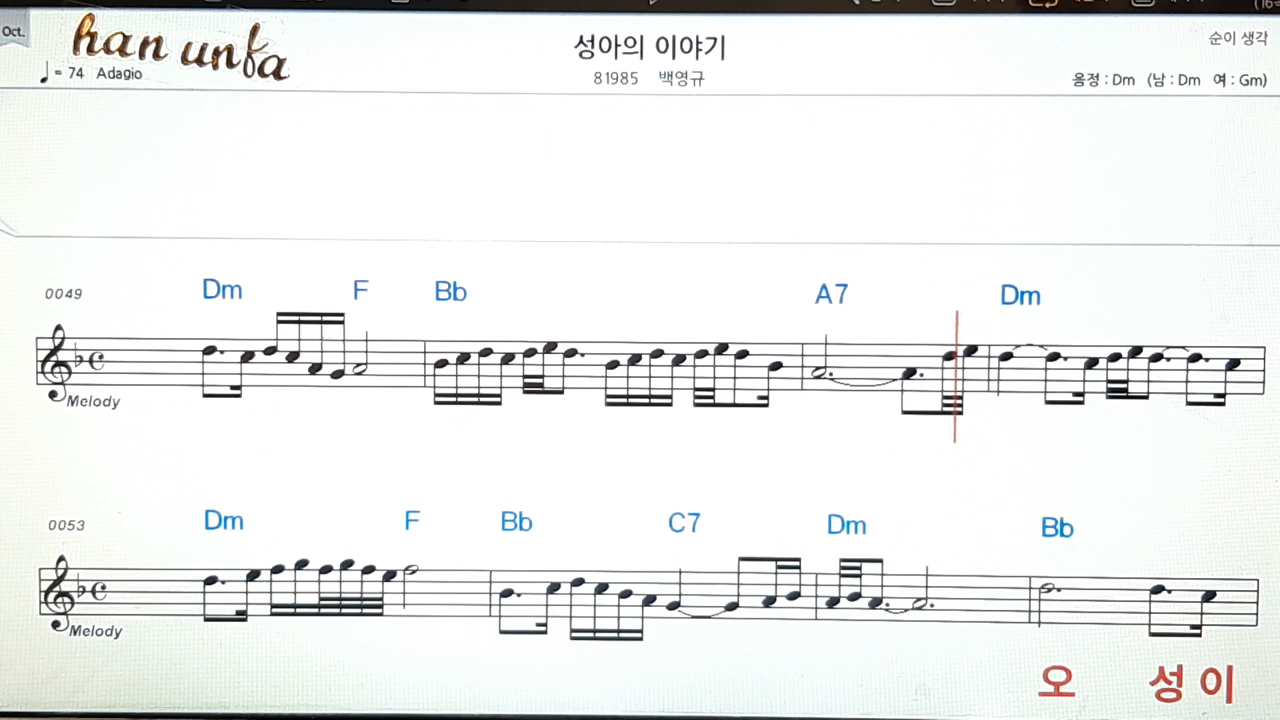 Oct.
han unfa
♩ = 74 Adagio
성아의 이야기
81985 백영규
순이 생각
음정 : Dm (남 : Dm 여 : Gm)
0049
Dm F Bb A7 Dm
Melody
0053
Dm F Bb C7 Dm Bb
Melody
오 성 이